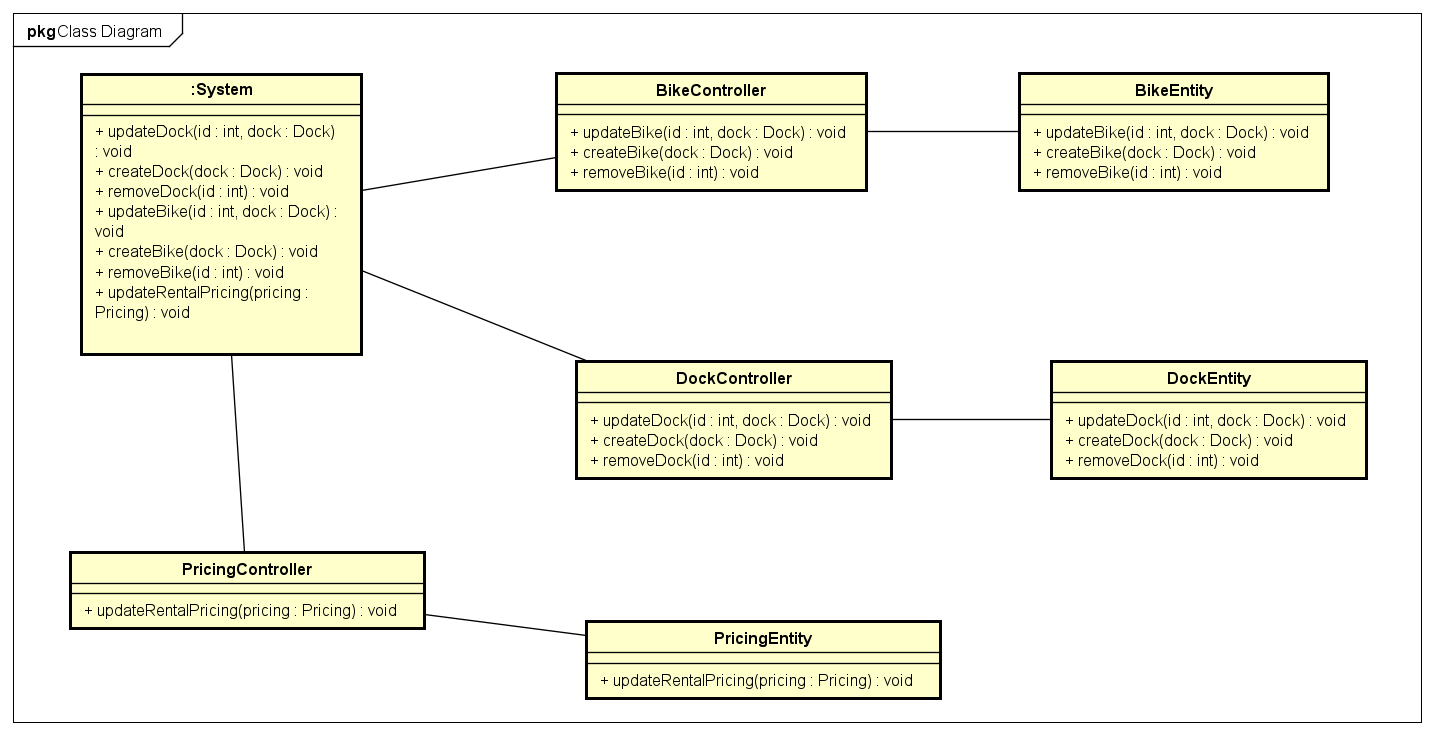 pkg Class Diagram
:System
+ updateDock(id : int, dock : Dock)
: void
+ createDock(dock : Dock) : void
+ removeDock(id : int) : void
+ updateBike(id : int, dock : Dock) :
void
+ createBike(dock : Dock) : void
+ removeBike(id : int) : void
+ updateRentalPricing(pricing :
Pricing) : void
BikeController
+ updateBike(id : int, dock : Dock) : void
+ createBike(dock : Dock) : void
+ removeBike(id : int) : void
BikeEntity
+ updateBike(id : int, dock : Dock) : void
+ createBike(dock : Dock) : void
+ removeBike(id : int) : void
DockController
+ updateDock(id : int, dock : Dock) : void
+ createDock(dock : Dock) : void
+ removeDock(id : int) : void
DockEntity
+ updateDock(id : int, dock : Dock) : void
+ createDock(dock : Dock) : void
+ removeDock(id : int) : void
PricingController
+ updateRentalPricing(pricing : Pricing) : void
PricingEntity
+ updateRentalPricing(pricing : Pricing) : void